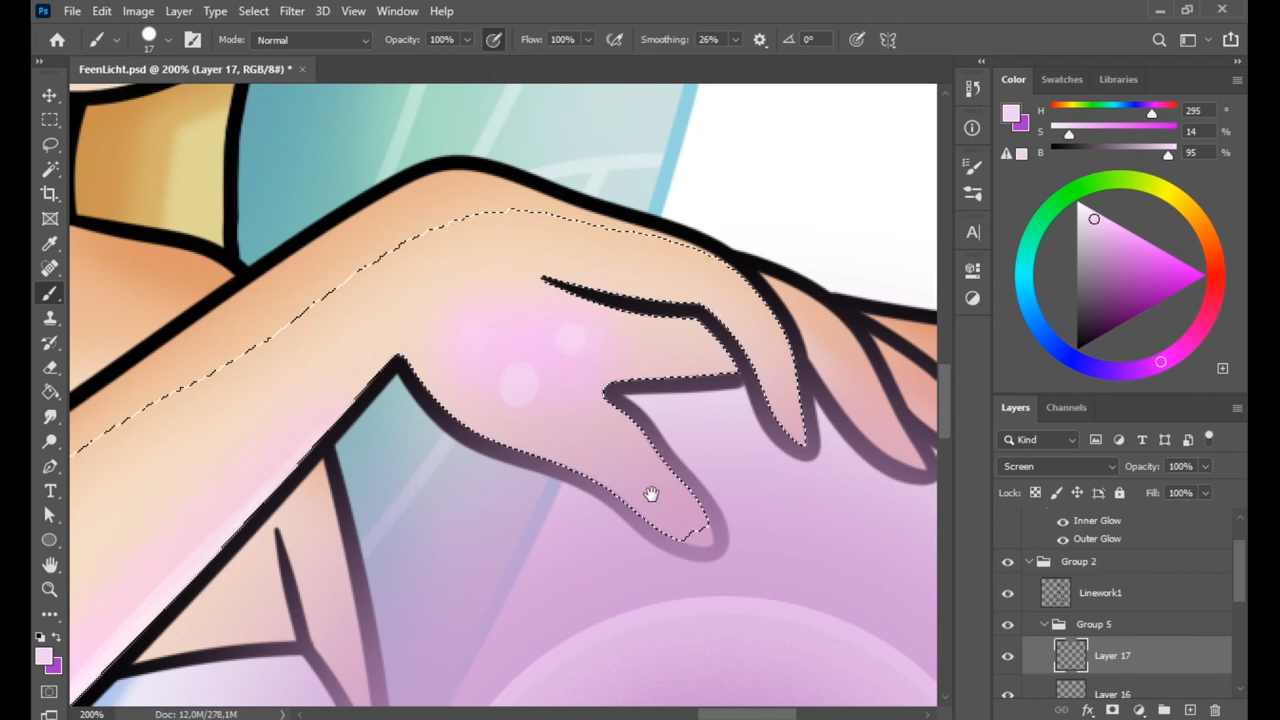 Ps File Edit Image Layer Type Select Filter 3D View Window Help
17 Mode: Normal Opacity: 100% Flow: 100% Smoothing: 26% 0°
FeenLicht.psd @ 200% (Layer 17, RGB/8#) * ×
Color Swatches Libraries
H 295 °
S 14 %
B 95 %
Layers Channels
Kind
Screen Opacity: 100%
Lock: Fill: 100%
Inner Glow
Outer Glow
Group 2
Linework1
Group 5
Layer 17
Layer 16
200% Doc: 12,0M/278,1M